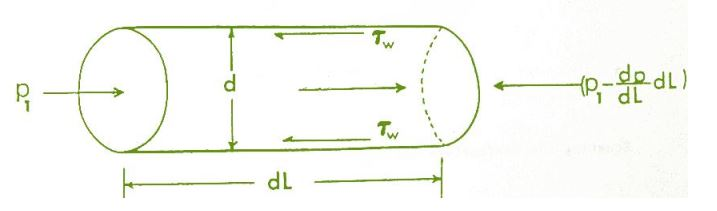 τw
p1
d
(p1-dp/dL dL)
τw
dL